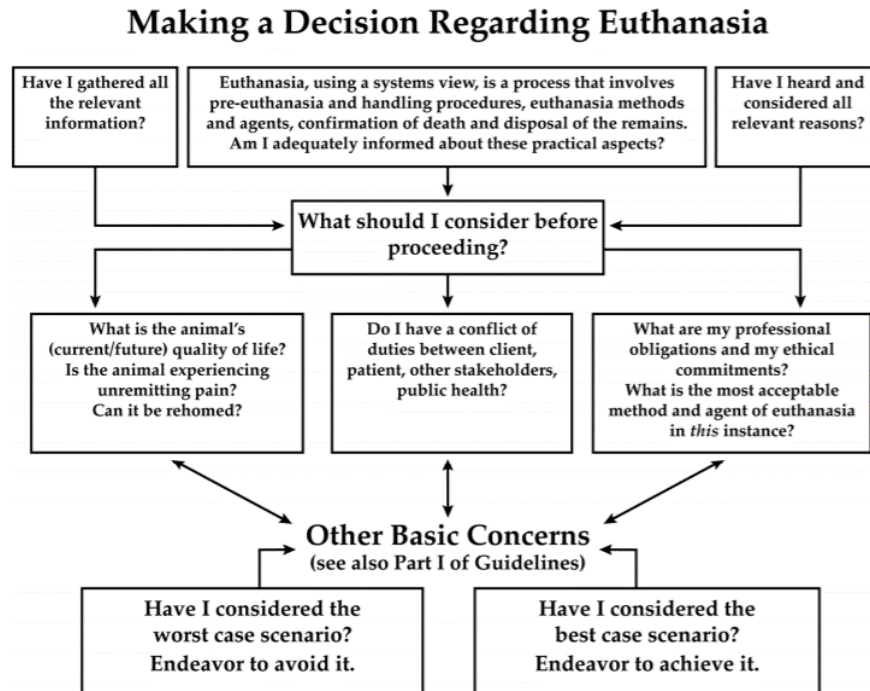 Making a Decision Regarding Euthanasia
Have I gathered all
the relevant
information?
Euthanasia, using a systems view, is a process that involves
pre-euthanasia and handling procedures, euthanasia methods
and agents, confirmation of death and disposal of the remains.
Am I adequately informed about these practical aspects?
Have I heard and
considered all
relevant reasons?
What should I consider before
proceeding?
What is the animal's
(current/future) quality of life?
Is the animal experiencing
unremitting pain?
Can it be rehomed?
Do I have a conflict of
duties between client,
patient, other stakeholders,
public health?
What are my professional
obligations and my ethical
commitments?
What is the most acceptable
method and agent of euthanasia
in this instance?
Other Basic Concerns
(see also Part I of Guidelines)
Have I considered the
worst case scenario?
Endeavor to avoid it.
Have I considered the
best case scenario?
Endeavor to achieve it.